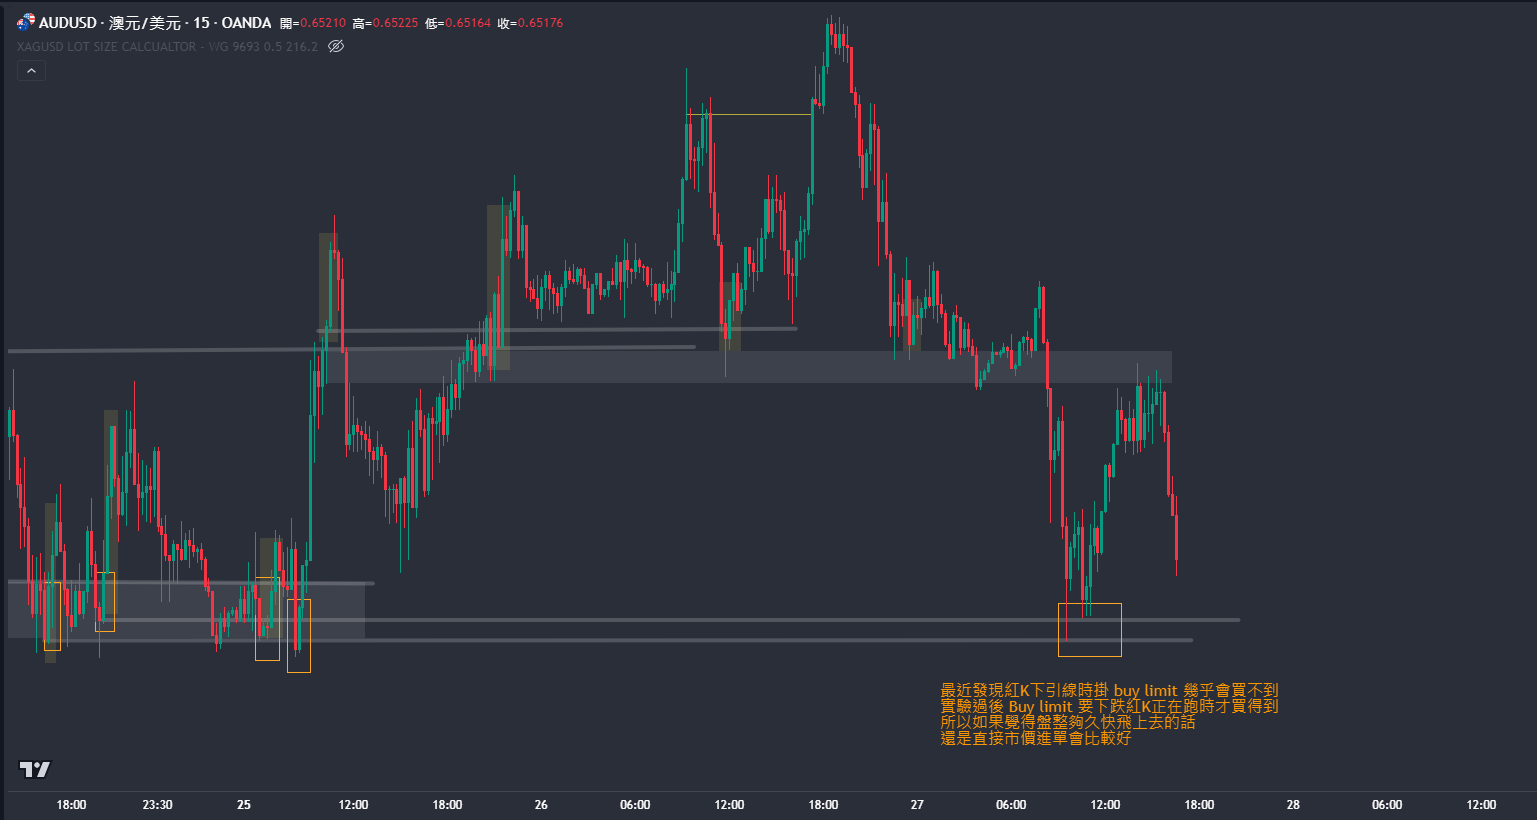 AUDUSD · 澳元/美元 · 15 · OANDA 開=0.65210 高=0.65225 低=0.65164 收=0.65176
XAGUSD LOT SIZE CALCUALTOR - WG 9693 0.5 216.2
最近發現紅K下引線時掛 buy limit 幾乎會買不到
實驗過後 Buy limit 要下跌紅K正在跑時才買得到
所以如果覺得盤整夠久快飛上去的話
還是直接市價進單會比較好
18:00 23:30 25 12:00 18:00 26 06:00 12:00 18:00 27 06:00 12:00 18:00 28 06:00 12:00